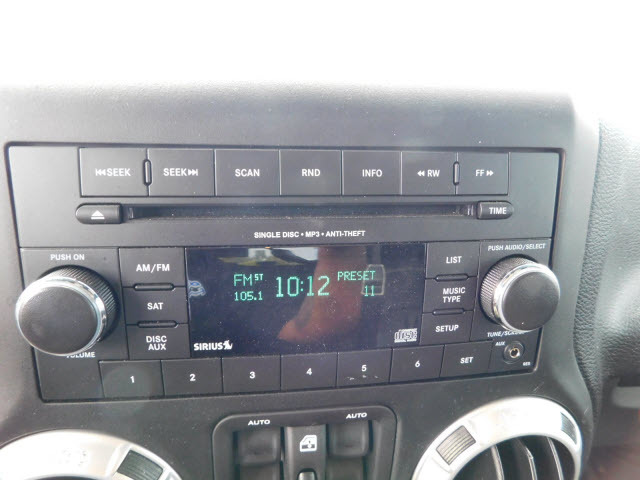 ⏮SEEK SEEK⏭ SCAN RND INFO ◀◀ RW FF ▶▶
TIME
SINGLE DISC • MP3 • ANTI-THEFT
PUSH ON
PUSH AUDIO/SELECT
AM/FM
SAT
DISC AUX
FM ST 10:12 PRESET
105.1 11
SIRIUS
LIST
MUSIC TYPE
SETUP
VOLUME
AUX
1 2 3 4 5 6 SET
AUTO AUTO